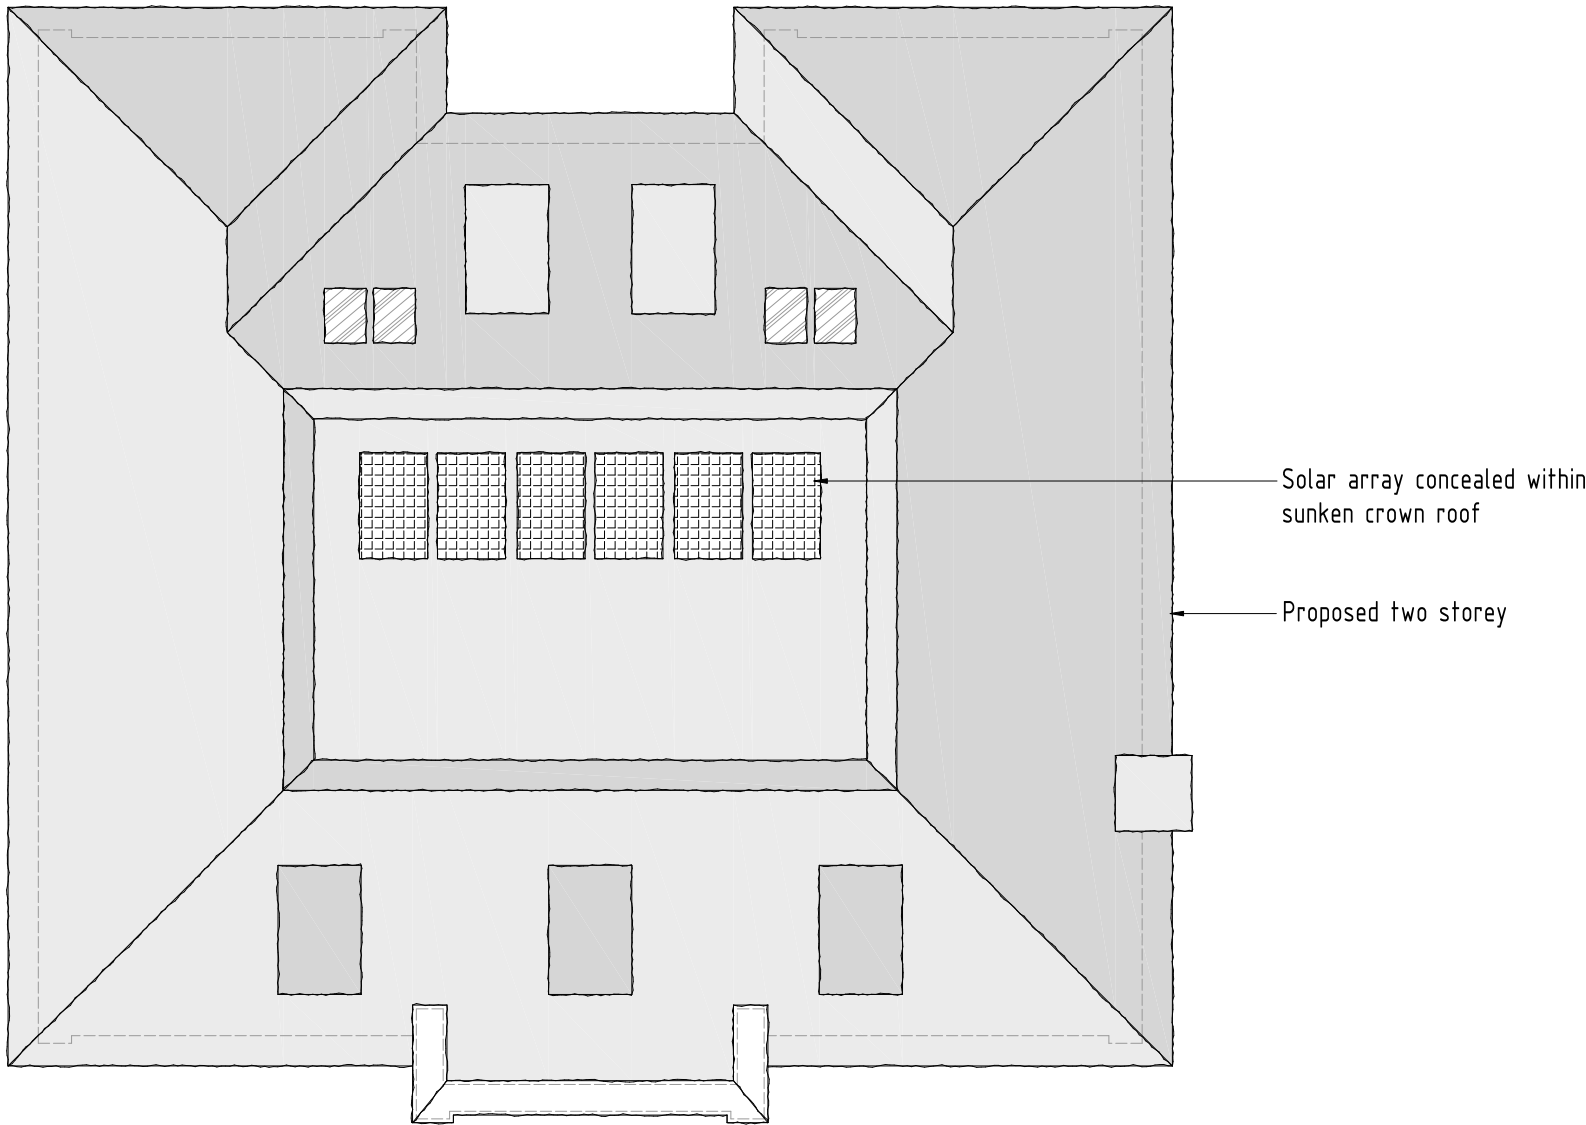 Solar array concealed within
sunken crown roof
Proposed two storey